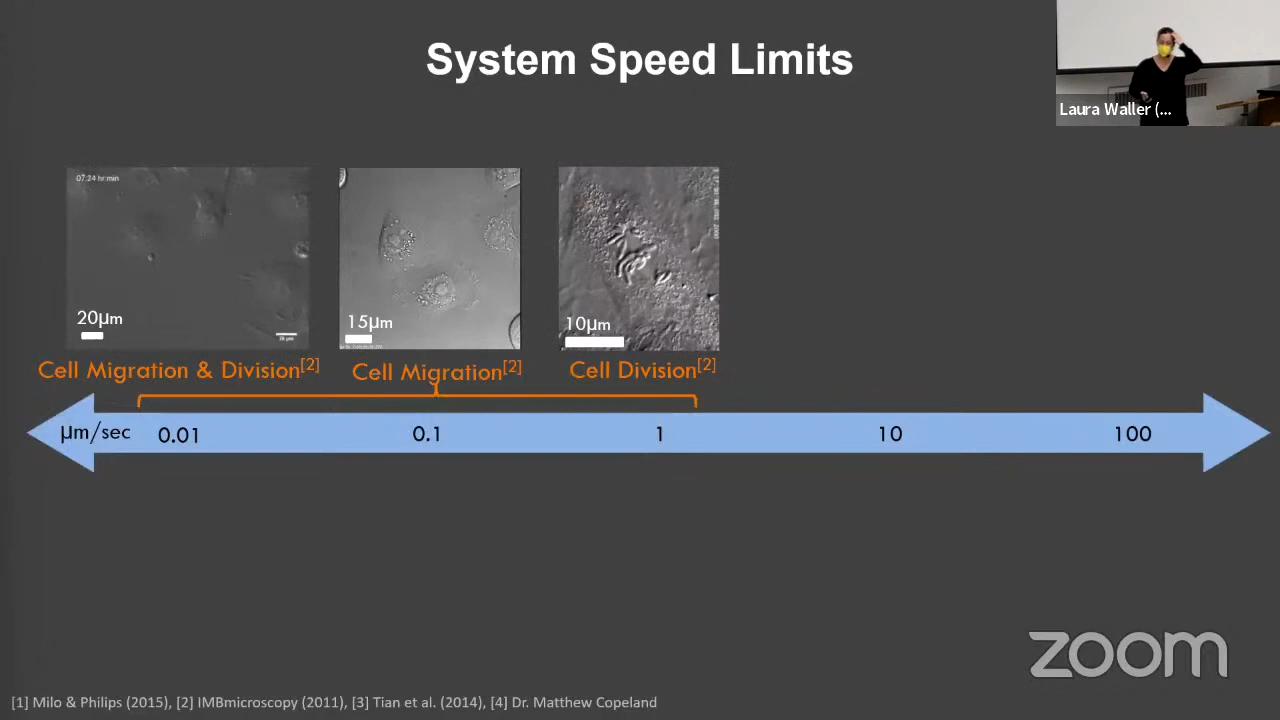 System Speed Limits
Laura Waller (...
07:24 hr:min
20µm
15µm
10µm
Cell Migration & Division[2]
Cell Migration[2]
Cell Division[2]
µm/sec 0.01 0.1 1 10 100
zoom
[1] Milo & Philips (2015), [2] IMBmicroscopy (2011), [3] Tian et al. (2014), [4] Dr. Matthew Copeland